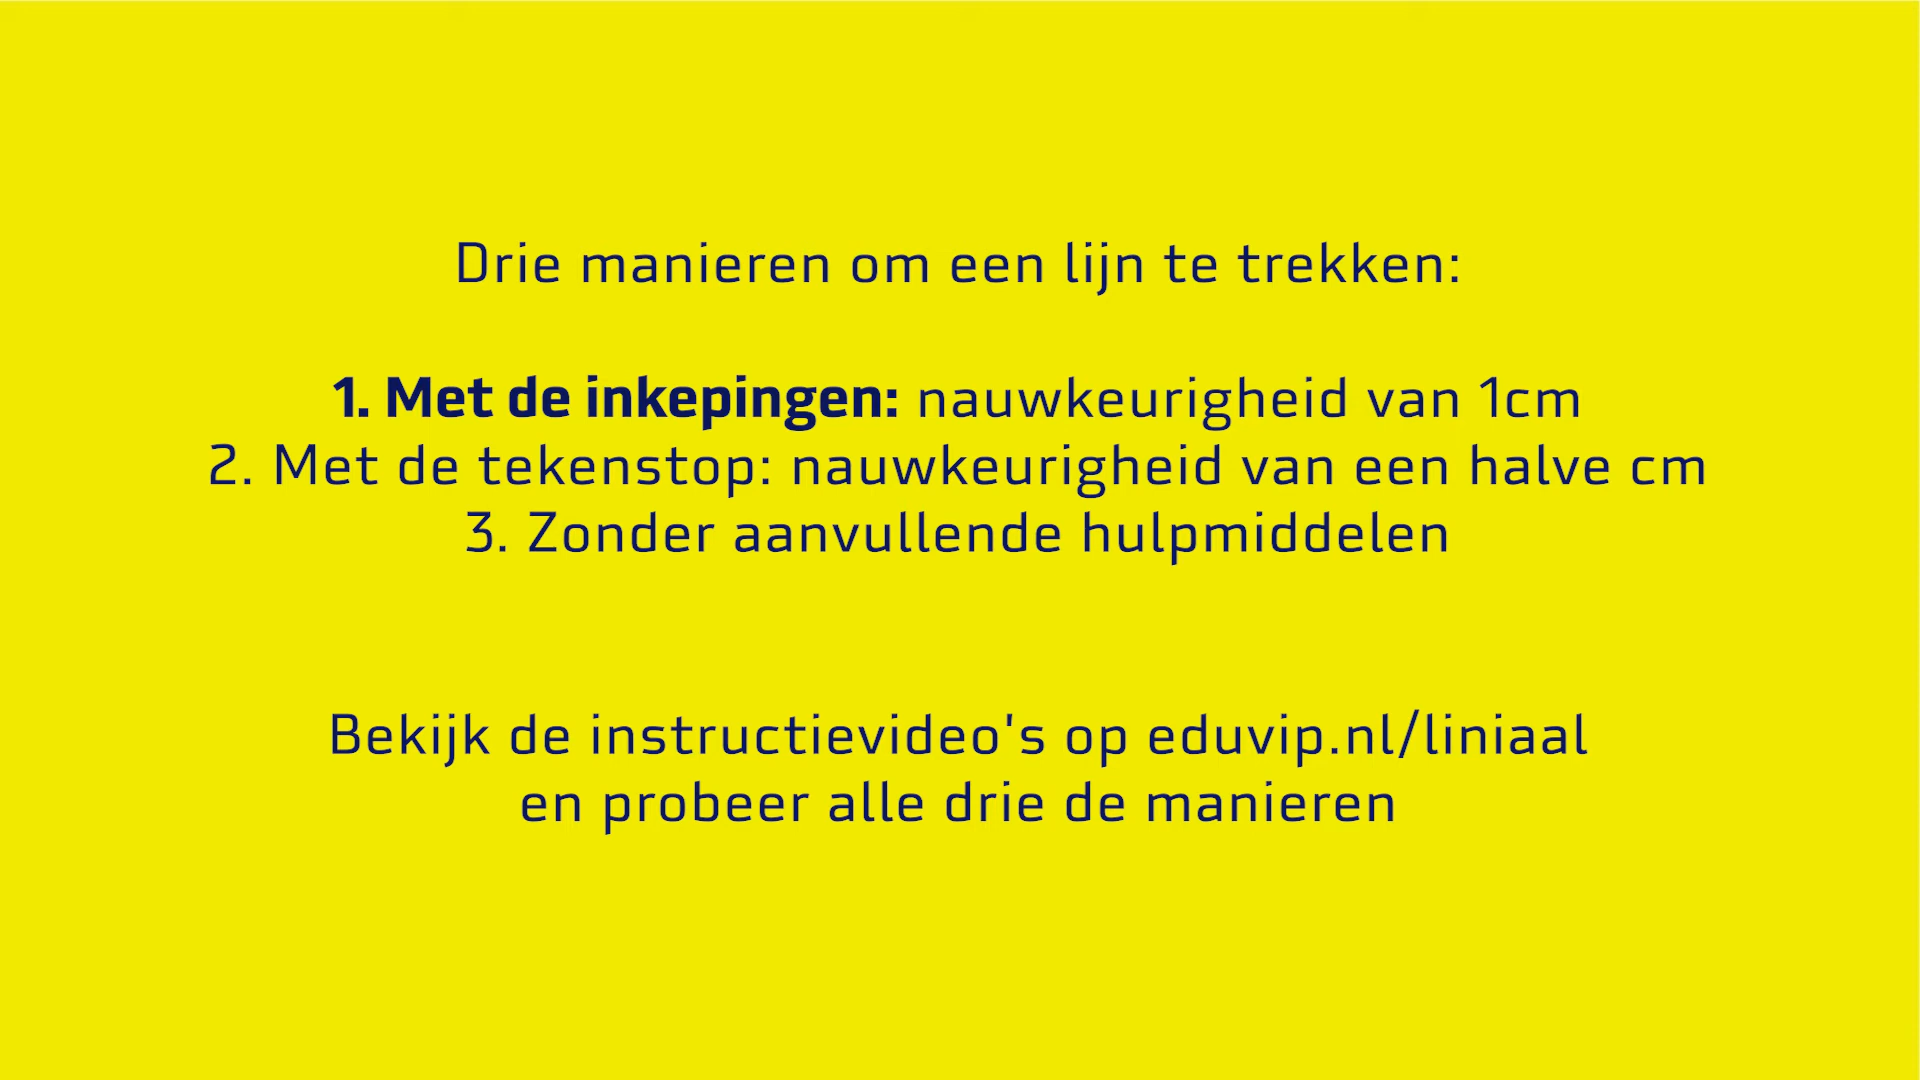 Drie manieren om een lijn te trekken:
1. Met de inkepingen: nauwkeurigheid van 1cm
2. Met de tekenstop: nauwkeurigheid van een halve cm
3. Zonder aanvullende hulpmiddelen
Bekijk de instructievideo's op eduvip.nl/liniaal
en probeer alle drie de manieren